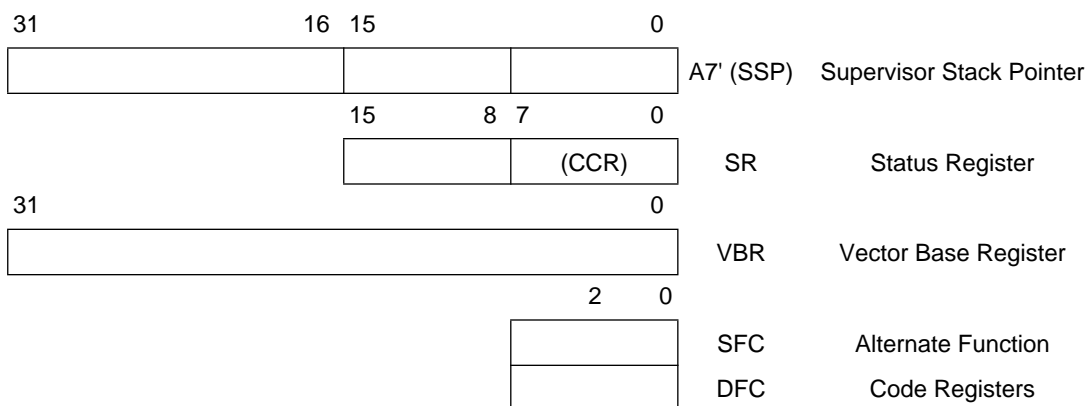 31 16 15 0
A7' (SSP) Supervisor Stack Pointer
15 8 7 0
(CCR) SR Status Register
31 0
VBR Vector Base Register
2 0
SFC Alternate Function
DFC Code Registers